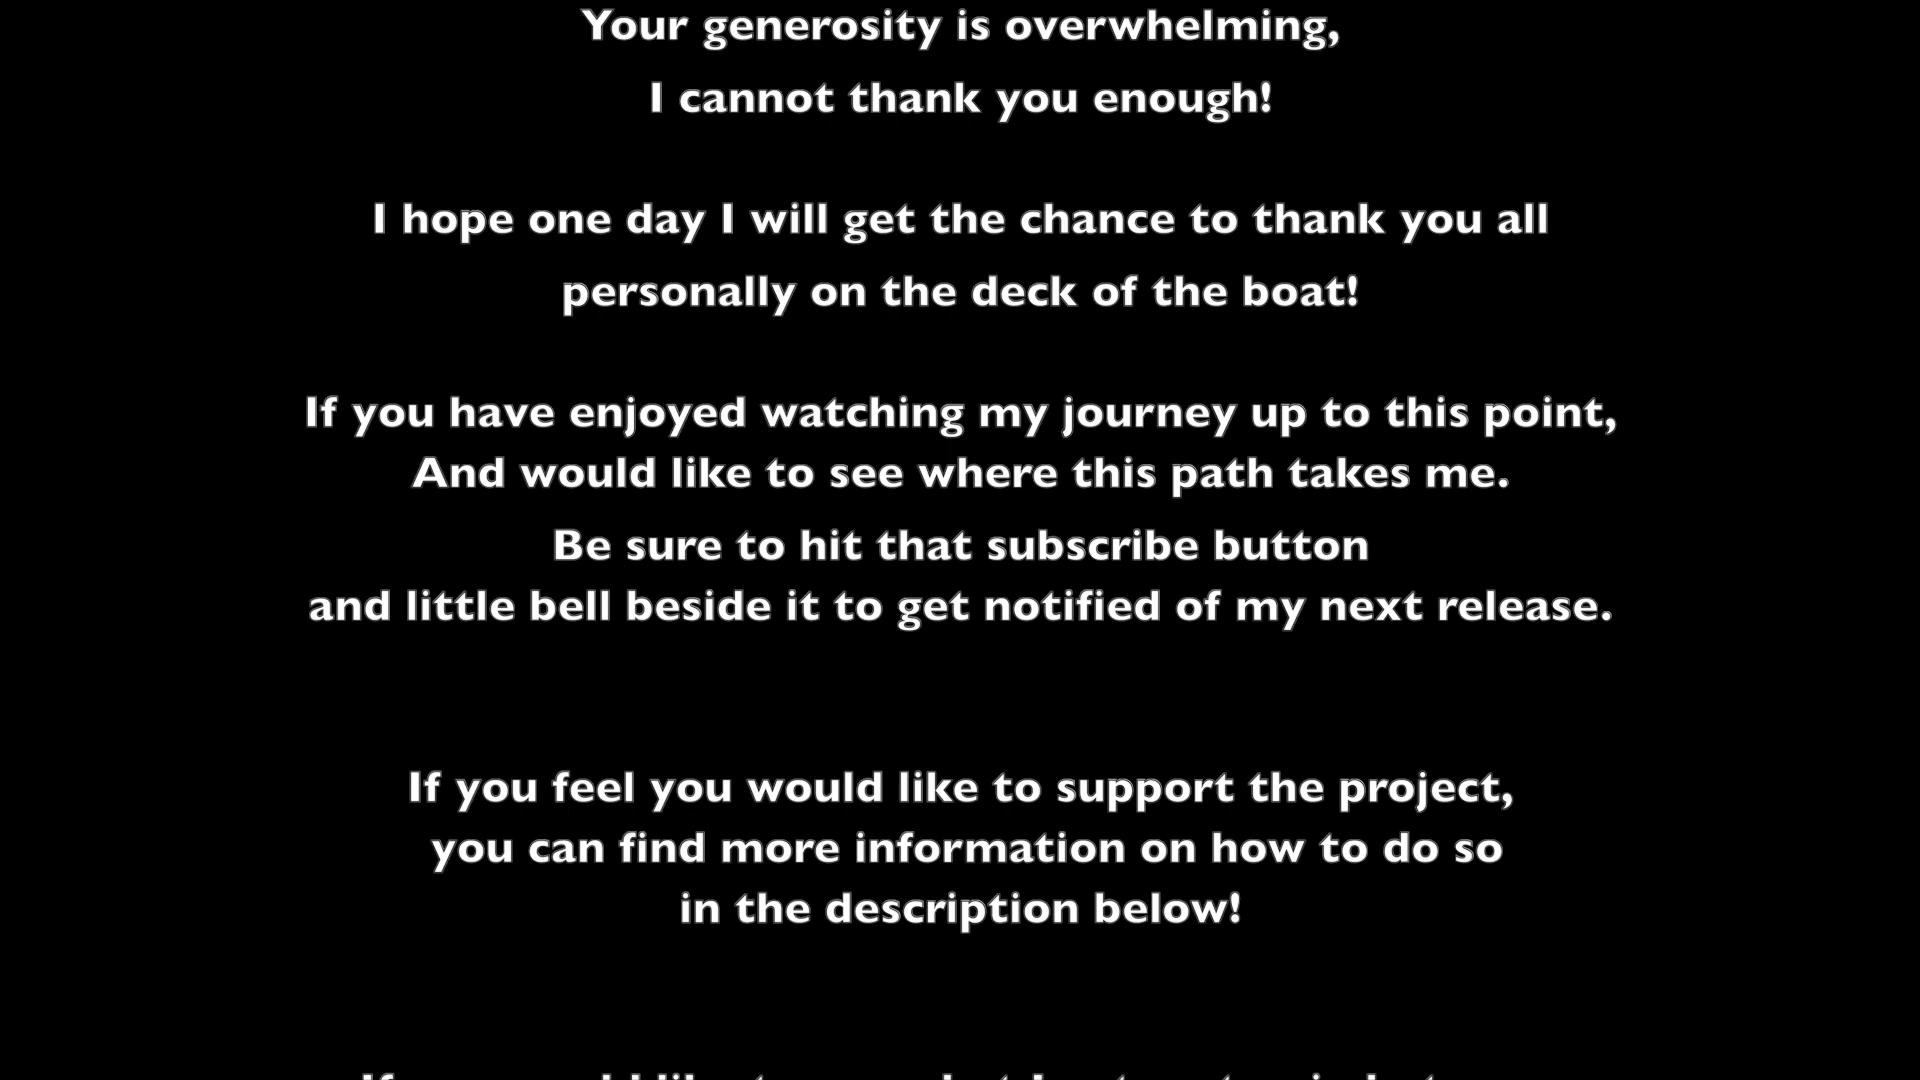 Your generosity is overwhelming,
I cannot thank you enough!
I hope one day I will get the chance to thank you all
personally on the deck of the boat!
If you have enjoyed watching my journey up to this point,
And would like to see where this path takes me.
Be sure to hit that subscribe button
and little bell beside it to get notified of my next release.
If you feel you would like to support the project,
you can find more information on how to do so
in the description below!